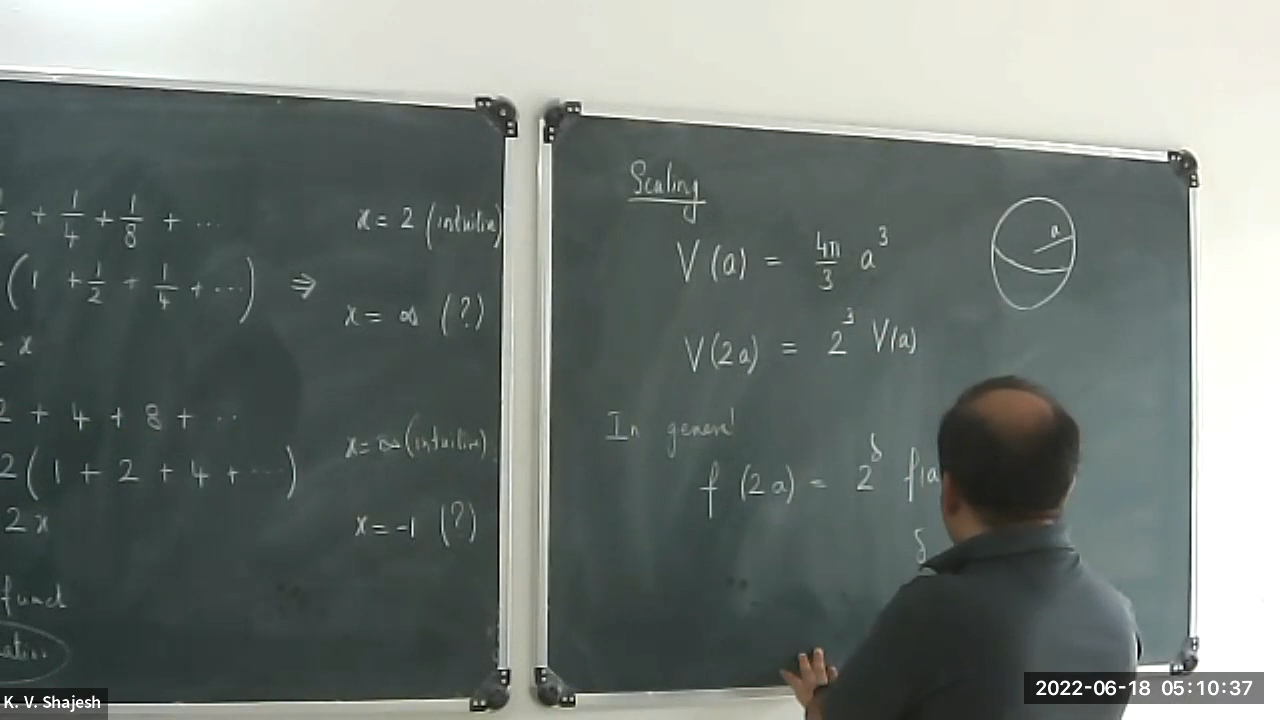 + 1/4 + 1/8 + ...
x = 2 (intuitive)
(1 + 1/2 + 1/4 + ...) ⇒
x = ∞ (?)
= x
2 + 4 + 8 + ..
x = ∞ (intuitive)
2(1 + 2 + 4 + ...)
2x
x = -1 (?)
Scaling
V(a) = 4π/3 a³
a
V(2a) = 2³ V(a)
In general
f(2a) = 2^δ f(a
δ
K. V. Shajesh
2022-06-18 05:10:37